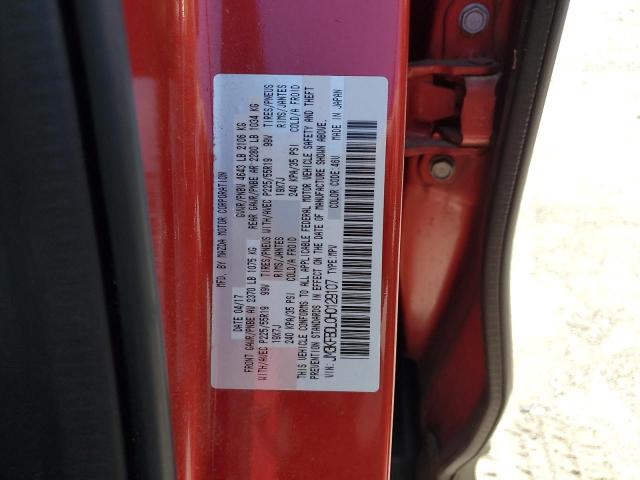 MFD. BY MAZDA MOTOR CORPORATION
DATE 04/17 GVWR/PNBV 4643 LB 2106 KG
FRONT GAWR/PNBE AV 2370 LB 1075 KG REAR GAWR/PNBE AR 2280 LB 1034 KG
WITH/AVEC P225/55R19 99V TIRES/PNEUS WITH/AVEC P225/55R19 99V TIRES/PNEUS
19X7J RIMS/JANTES 19X7J RIMS/JANTES
240 KPA/35 PSI COLD/A FROID 240 KPA/35 PSI COLD/A FROID
THIS VEHICLE CONFORMS TO ALL APPLICABLE FEDERAL MOTOR VEHICLE SAFETY AND THEFT
PREVENTION STANDARDS IN EFFECT ON THE DATE OF MANUFACTURE SHOWN ABOVE.
VIN: JM3KFBDL0H0129107 TYPE:MPV COLOR CODE:46U MADE IN JAPAN